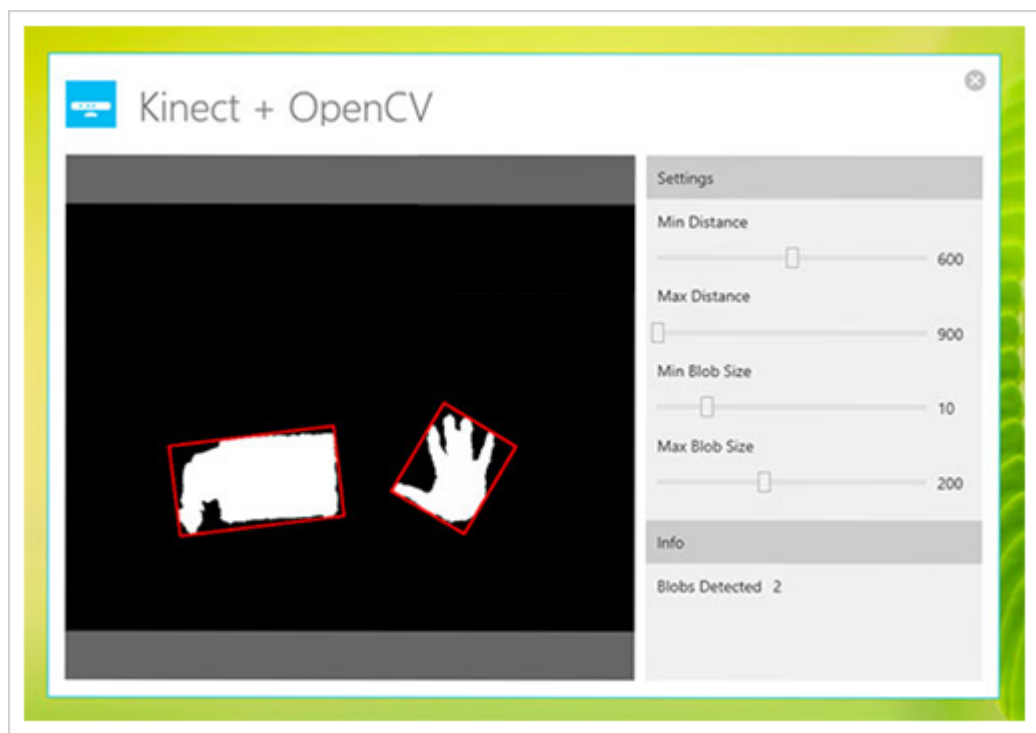 Kinect + OpenCV
Settings
Min Distance
600
Max Distance
900
Min Blob Size
10
Max Blob Size
200
Info
Blobs Detected 2